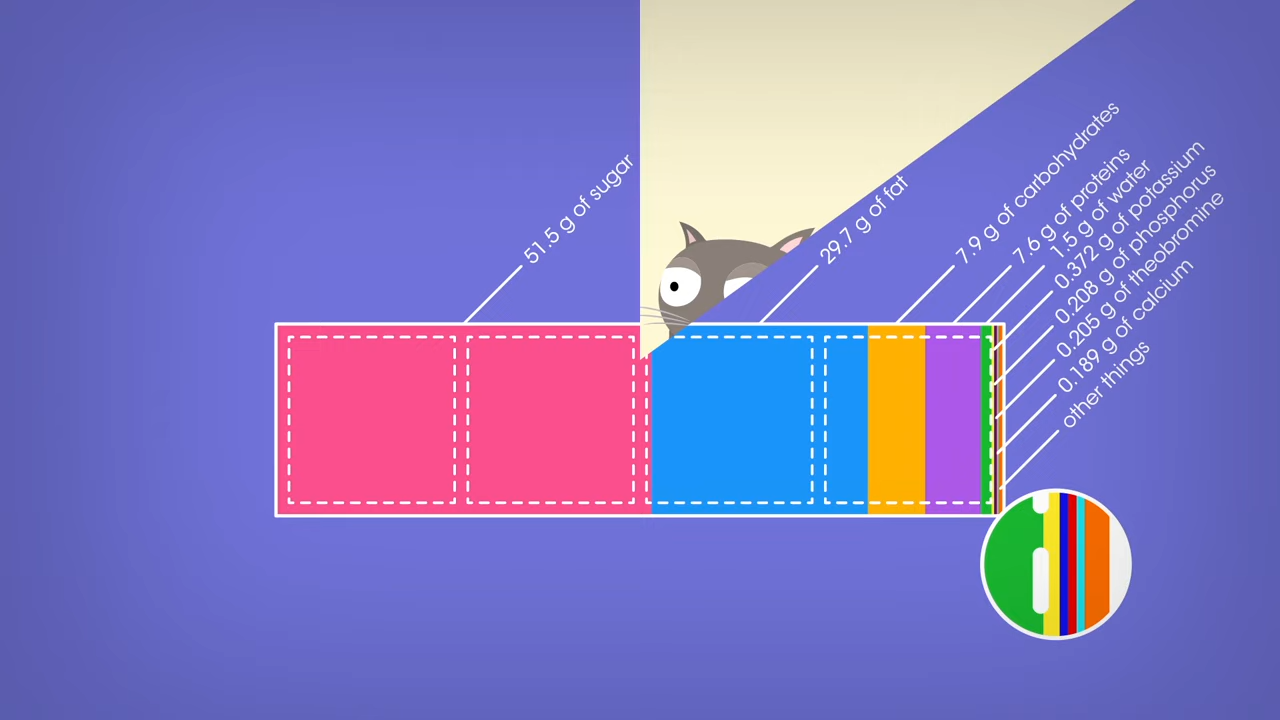 51.5 g of sugar
29.7 g of fat
7.9 g of carbohydrates
7.6 g of proteins
1.5 g of water
0.372 g of potassium
0.208 g of phosphorus
0.205 g of theobromine
0.189 g of calcium
other things